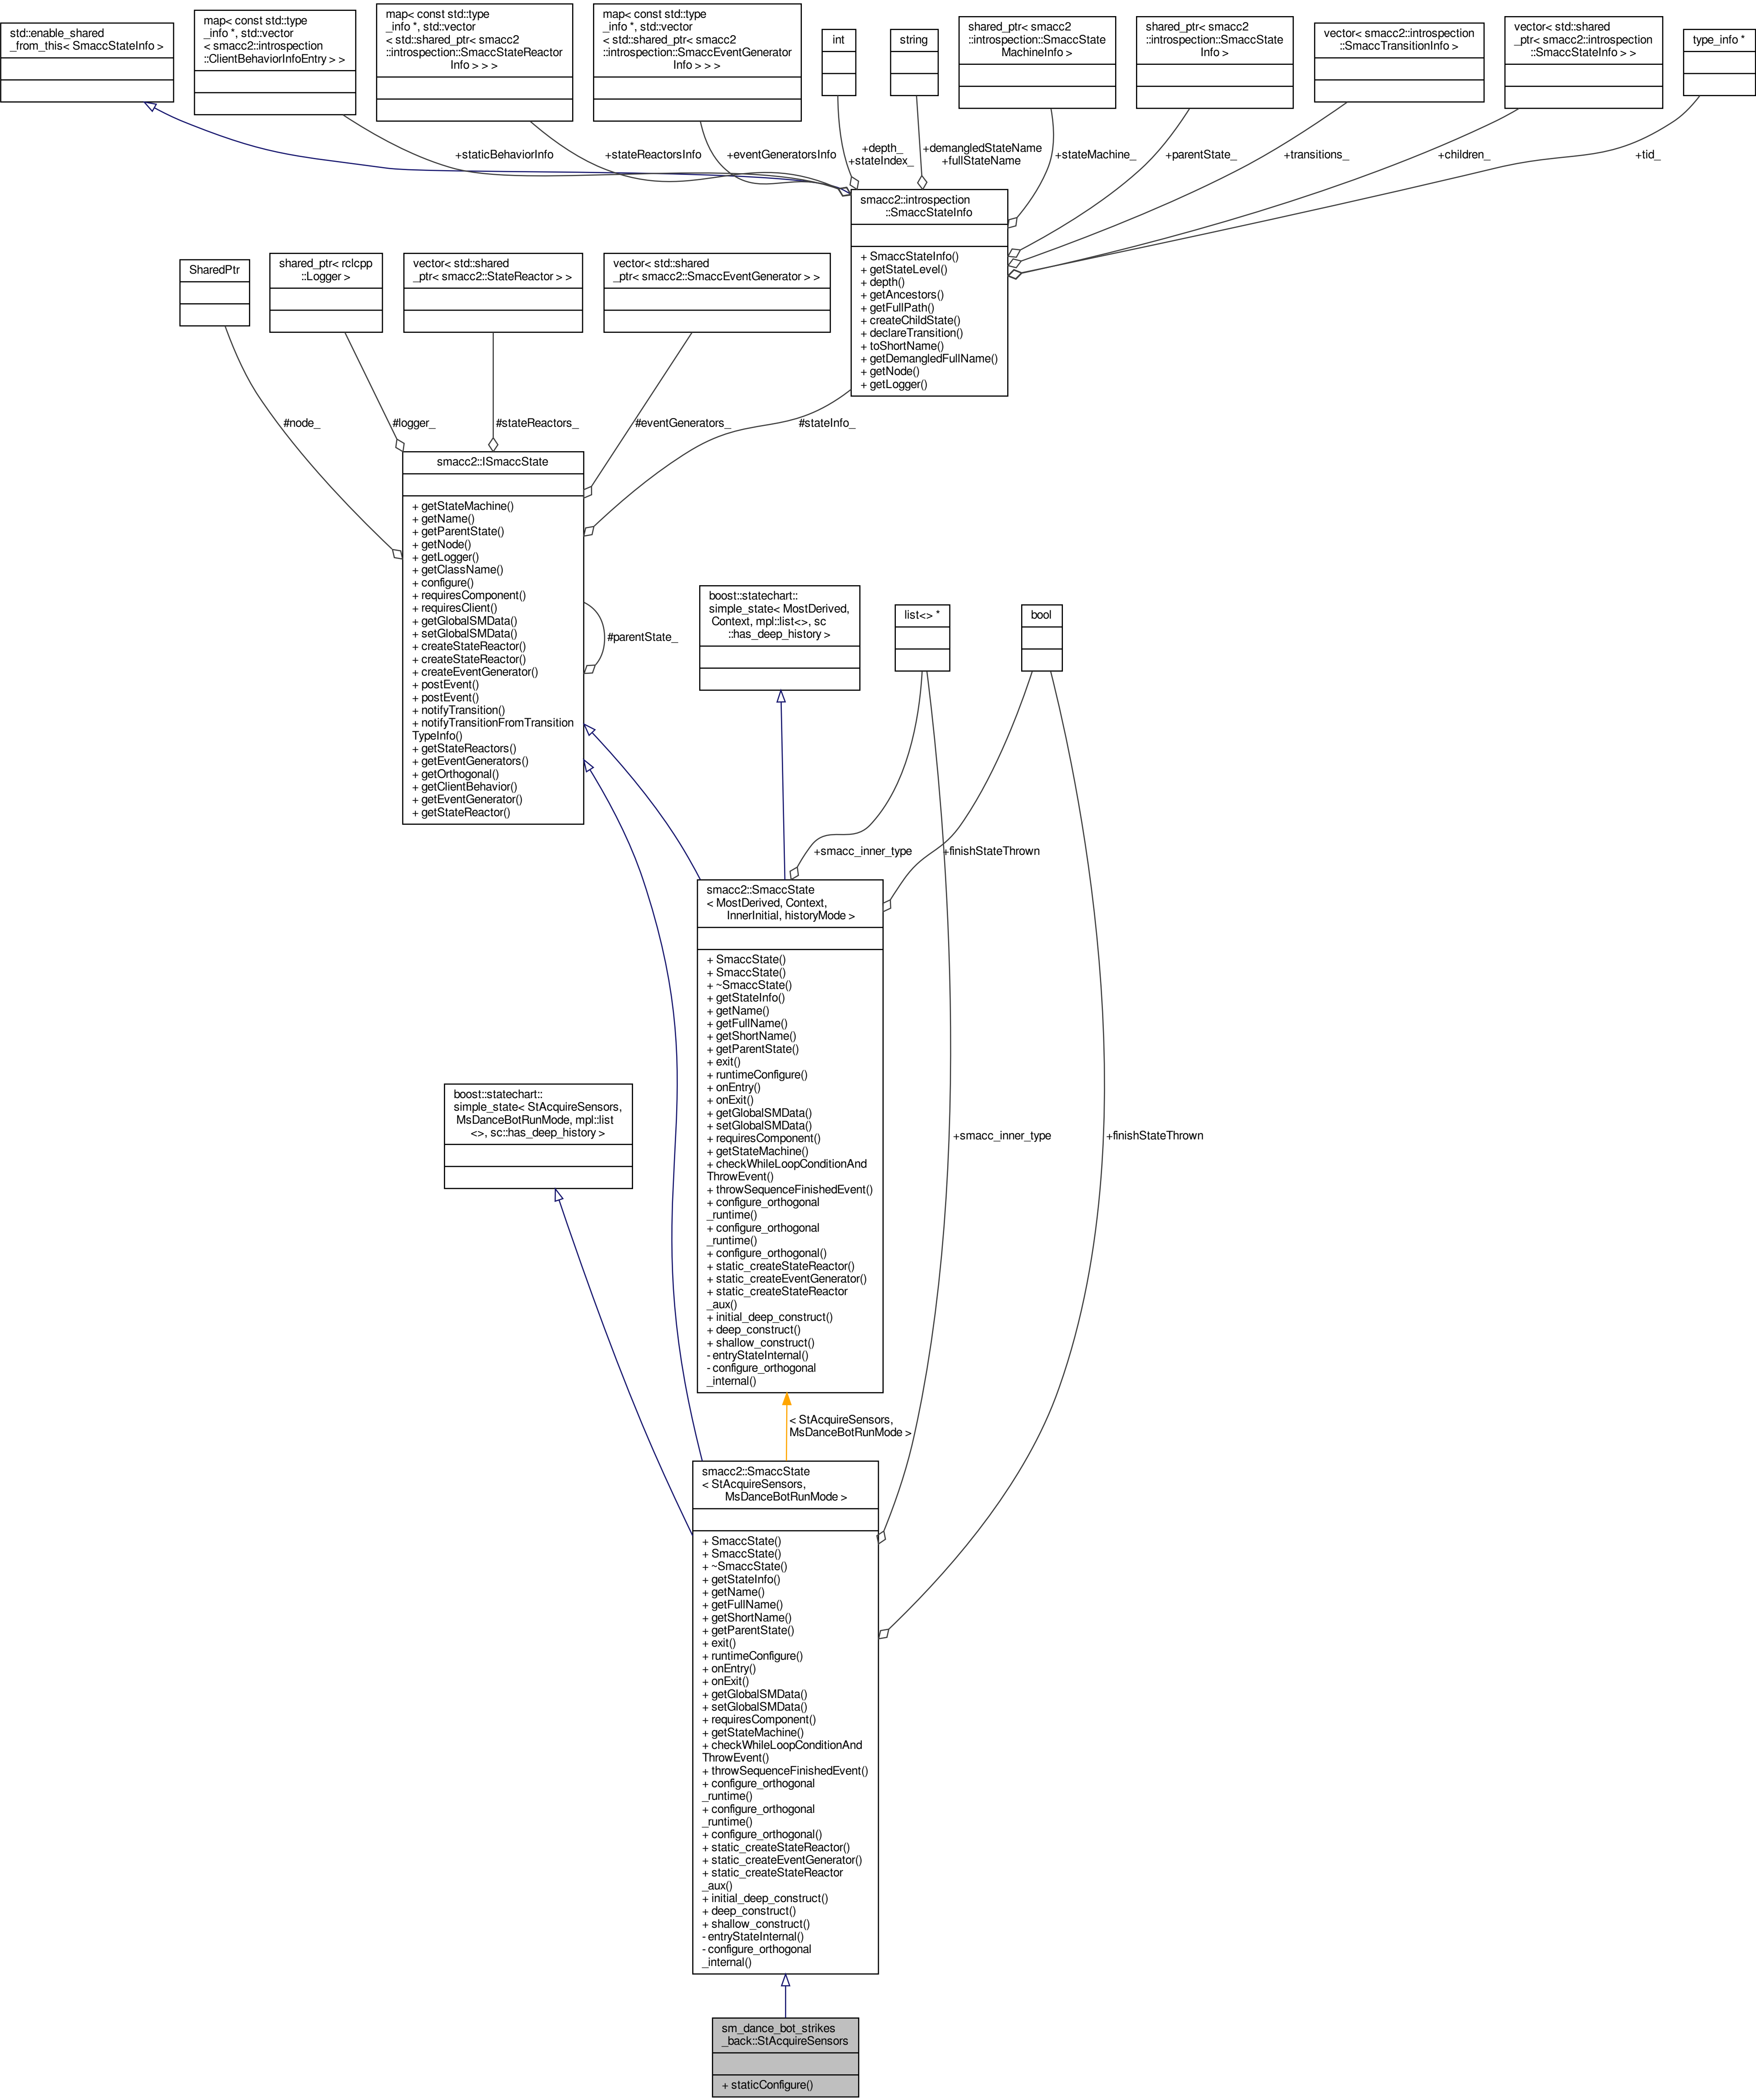 std::enable_shared
_from_this< SmaccStateInfo >
map< const std::type
_info *, std::vector
< smacc2::introspection
::ClientBehaviorInfoEntry > >
map< const std::type
_info *, std::vector
< std::shared_ptr< smacc2
::introspection::SmaccStateReactor
Info > > >
map< const std::type
_info *, std::vector
< std::shared_ptr< smacc2
::introspection::SmaccEventGenerator
Info > > >
int
string
shared_ptr< smacc2
::introspection::SmaccState
MachineInfo >
shared_ptr< smacc2
::introspection::SmaccState
Info >
vector< smacc2::introspection
::SmaccTransitionInfo >
vector< std::shared
_ptr< smacc2::introspection
::SmaccStateInfo > >
type_info *
+staticBehaviorInfo
+stateReactorsInfo
+eventGeneratorsInfo
+depth_
+stateIndex_
+demangledStateName
+fullStateName
+stateMachine_
+parentState_
+transitions_
+children_
+tid_
smacc2::introspection
::SmaccStateInfo
+ SmaccStateInfo()
+ getStateLevel()
+ depth()
+ getAncestors()
+ getFullPath()
+ createChildState()
+ declareTransition()
+ toShortName()
+ getDemangledFullName()
+ getNode()
+ getLogger()
SharedPtr
shared_ptr< rclcpp
::Logger >
vector< std::shared
_ptr< smacc2::StateReactor > >
vector< std::shared
_ptr< smacc2::SmaccEventGenerator > >
#node_
#logger_
#stateReactors_
#eventGenerators_
#stateInfo_
smacc2::ISmaccState
+ getStateMachine()
+ getName()
+ getParentState()
+ getNode()
+ getLogger()
+ getClassName()
+ configure()
+ requiresComponent()
+ requiresClient()
+ getGlobalSMData()
+ setGlobalSMData()
+ createStateReactor()
+ createStateReactor()
+ createEventGenerator()
+ postEvent()
+ postEvent()
+ notifyTransition()
+ notifyTransitionFromTransition
TypeInfo()
+ getStateReactors()
+ getEventGenerators()
+ getOrthogonal()
+ getClientBehavior()
+ getEventGenerator()
+ getStateReactor()
#parentState_
boost::statechart::
simple_state< MostDerived,
Context, mpl::list<>, sc
::has_deep_history >
list<> *
bool
+smacc_inner_type
+finishStateThrown
smacc2::SmaccState
< MostDerived, Context,
InnerInitial, historyMode >
+ SmaccState()
+ SmaccState()
+ ~SmaccState()
+ getStateInfo()
+ getName()
+ getFullName()
+ getShortName()
+ getParentState()
+ exit()
+ runtimeConfigure()
+ onEntry()
+ onExit()
+ getGlobalSMData()
+ setGlobalSMData()
+ requiresComponent()
+ getStateMachine()
+ checkWhileLoopConditionAnd
ThrowEvent()
+ throwSequenceFinishedEvent()
+ configure_orthogonal
_runtime()
+ configure_orthogonal
_runtime()
+ configure_orthogonal()
+ static_createStateReactor()
+ static_createEventGenerator()
+ static_createStateReactor
_aux()
+ initial_deep_construct()
+ deep_construct()
+ shallow_construct()
- entryStateInternal()
- configure_orthogonal
_internal()
boost::statechart::
simple_state< StAcquireSensors,
MsDanceBotRunMode, mpl::list
<>, sc::has_deep_history >
+smacc_inner_type
+finishStateThrown
< StAcquireSensors,
MsDanceBotRunMode >
smacc2::SmaccState
< StAcquireSensors,
MsDanceBotRunMode >
+ SmaccState()
+ SmaccState()
+ ~SmaccState()
+ getStateInfo()
+ getName()
+ getFullName()
+ getShortName()
+ getParentState()
+ exit()
+ runtimeConfigure()
+ onEntry()
+ onExit()
+ getGlobalSMData()
+ setGlobalSMData()
+ requiresComponent()
+ getStateMachine()
+ checkWhileLoopConditionAnd
ThrowEvent()
+ throwSequenceFinishedEvent()
+ configure_orthogonal
_runtime()
+ configure_orthogonal
_runtime()
+ configure_orthogonal()
+ static_createStateReactor()
+ static_createEventGenerator()
+ static_createStateReactor
_aux()
+ initial_deep_construct()
+ deep_construct()
+ shallow_construct()
- entryStateInternal()
- configure_orthogonal
_internal()
sm_dance_bot_strikes
_back::StAcquireSensors
+ staticConfigure()